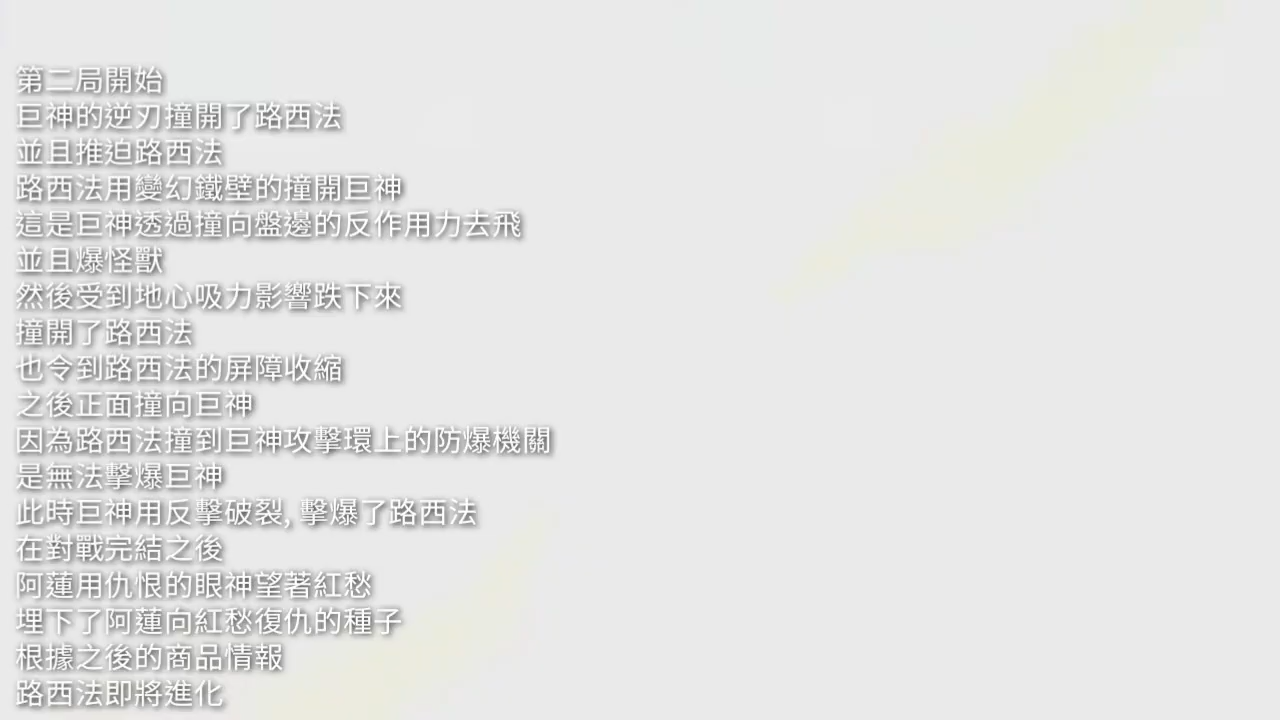 第二局開始
巨神的逆刃撞開了路西法
並且推迫路西法
路西法用變幻鐵壁的撞開巨神
這是巨神透過撞向盤邊的反作用力去飛
並且爆怪獸
然後受到地心吸力影響跌下來
撞開了路西法
也令到路西法的屏障收縮
之後正面撞向巨神
因為路西法撞到巨神攻擊環上的防爆機關
是無法擊爆巨神
此時巨神用反擊破裂, 擊爆了路西法
在對戰完結之後
阿蓮用仇恨的眼神望著紅愁
埋下了阿蓮向紅愁復仇的種子
根據之後的商品情報
路西法即將進化